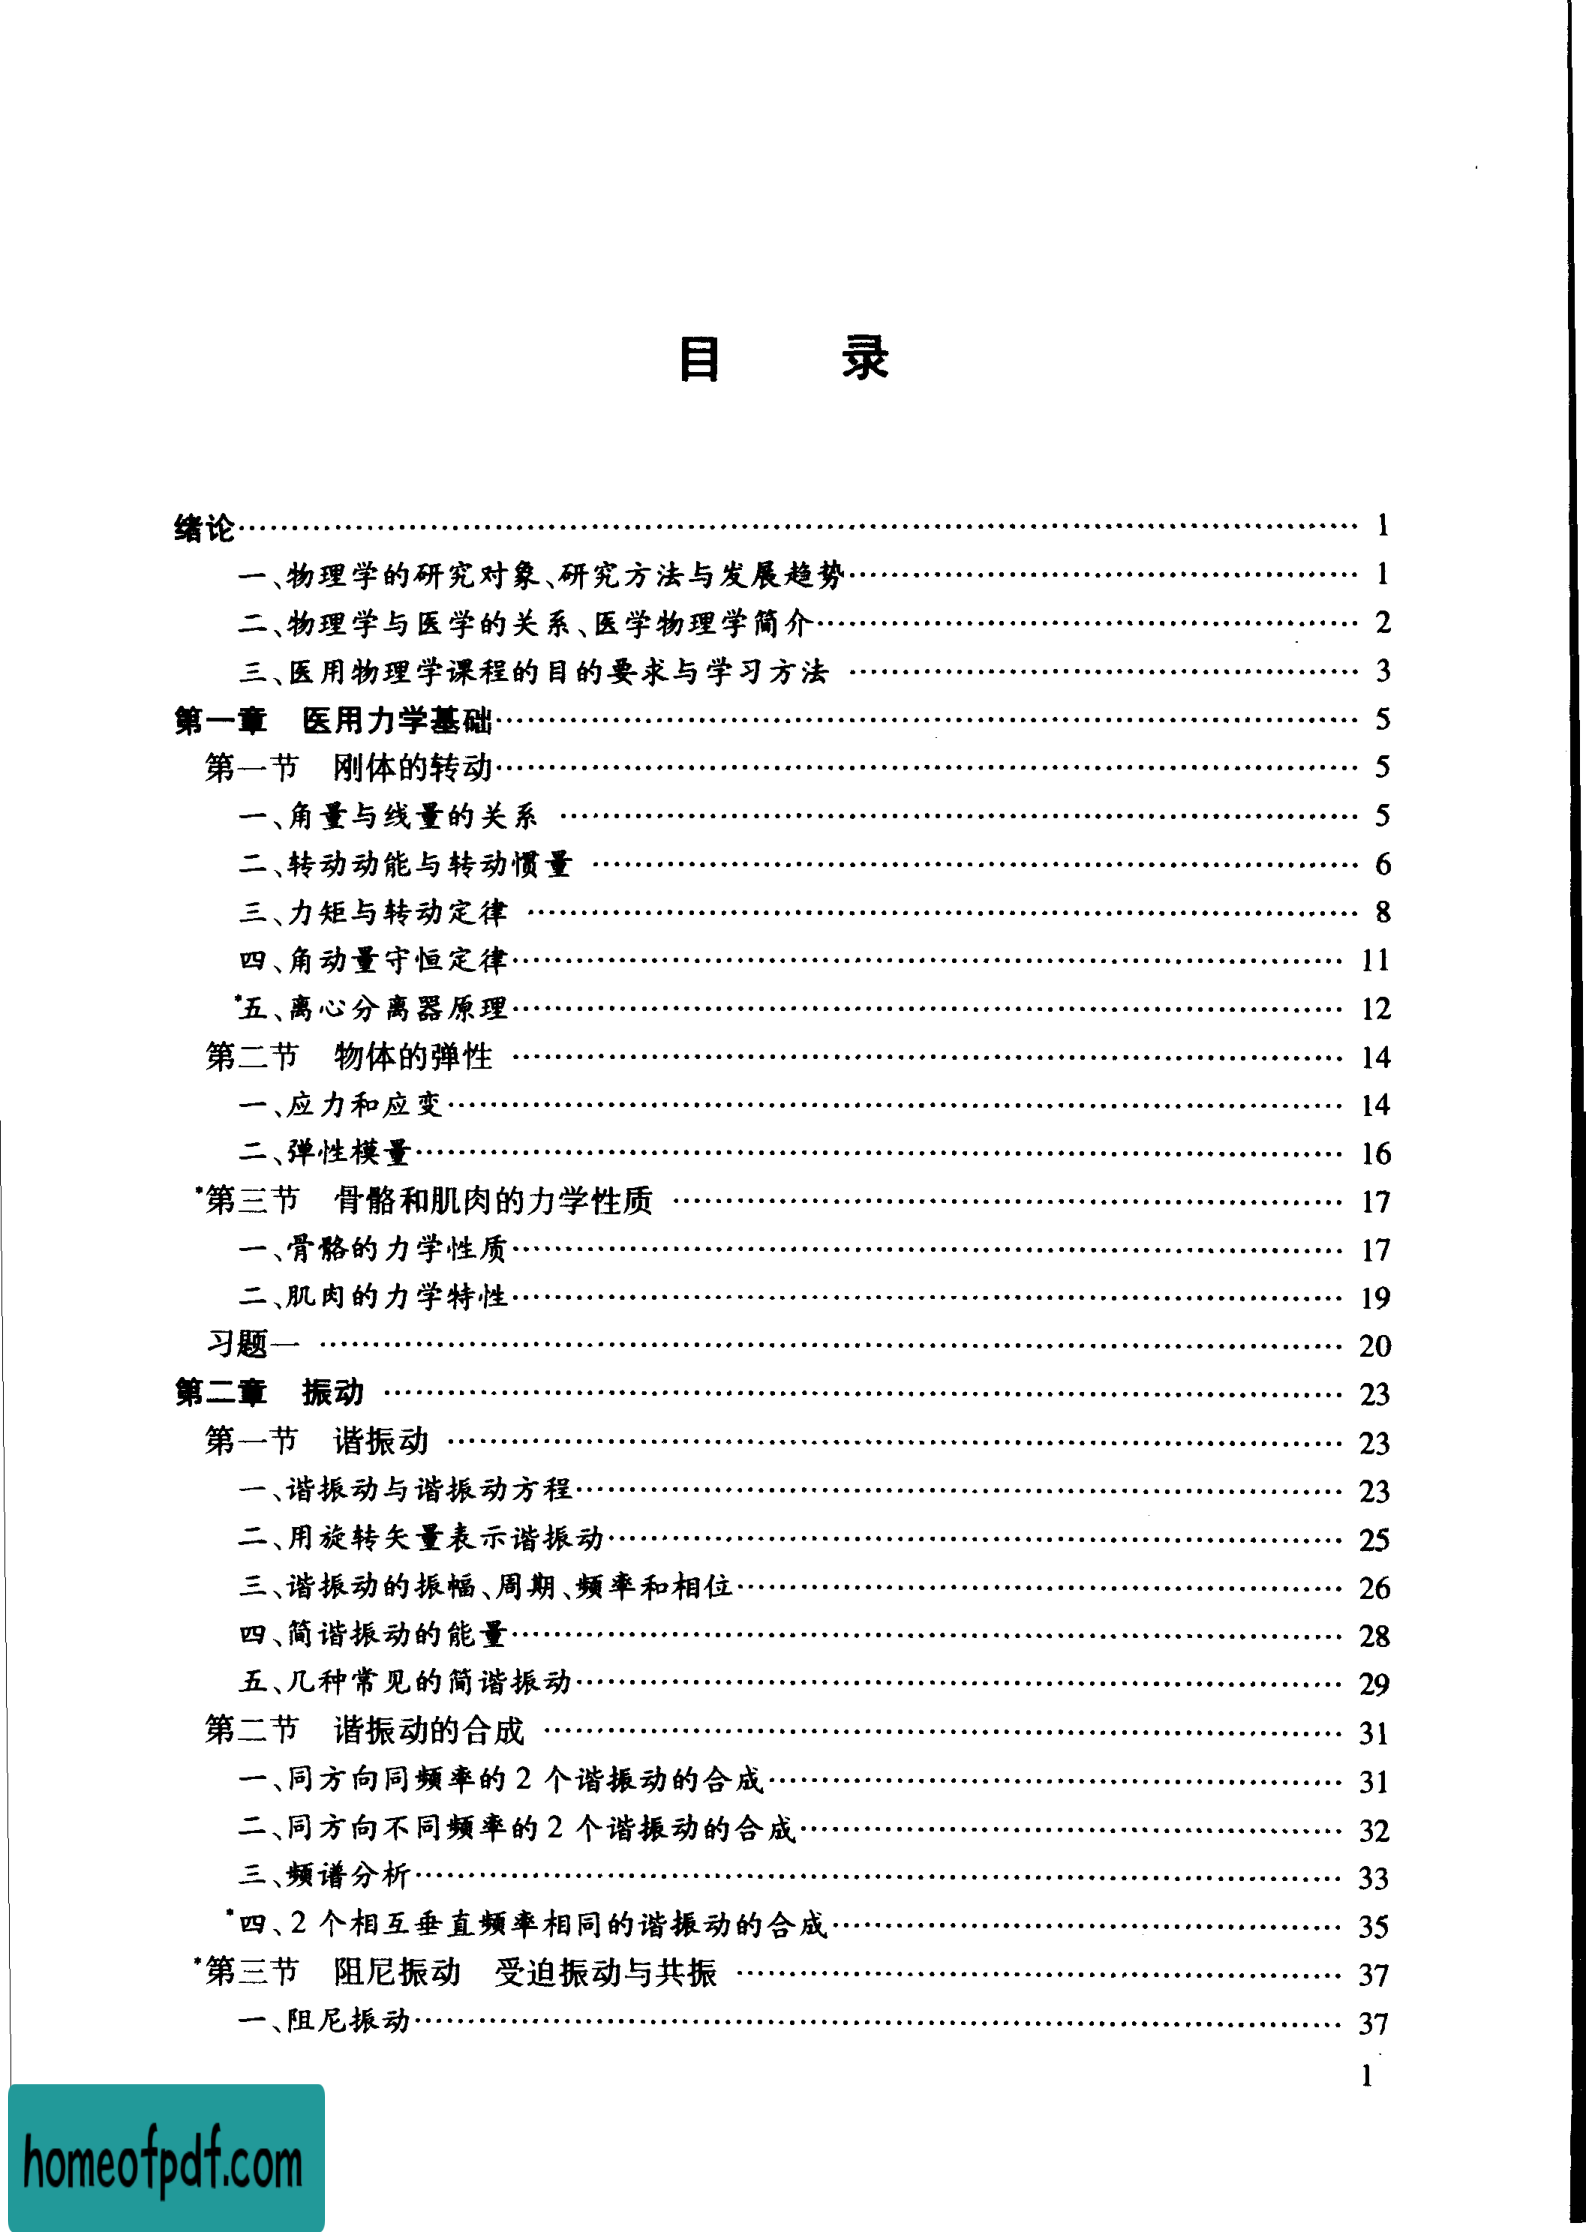 目 录
绪论…… 1
一、物理学的研究对象、研究方法与发展趋势…… 1
二、物理学与医学的关系、医学物理学简介…… 2
三、医用物理学课程的目的要求与学习方法 …… 3
第一章 医用力学基础…… 5
第一节 刚体的转动…… 5
一、角量与线量的关系 …… 5
二、转动动能与转动惯量 …… 6
三、力矩与转动定律 …… 8
四、角动量守恒定律…… 11
*五、离心分离器原理…… 12
第二节 物体的弹性 …… 14
一、应力和应变…… 14
二、弹性模量…… 16
*第三节 骨骼和肌肉的力学性质 …… 17
一、骨骼的力学性质…… 17
二、肌肉的力学特性…… 19
习题一 …… 20
第二章 振动 …… 23
第一节 谐振动 …… 23
一、谐振动与谐振动方程…… 23
二、用旋转矢量表示谐振动…… 25
三、谐振动的振幅、周期、频率和相位…… 26
四、简谐振动的能量…… 28
五、几种常见的简谐振动…… 29
第二节 谐振动的合成 …… 31
一、同方向同频率的 2 个谐振动的合成…… 31
二、同方向不同频率的 2 个谐振动的合成…… 32
三、频谱分析…… 33
*四、2 个相互垂直频率相同的谐振动的合成…… 35
*第三节 阻尼振动 受迫振动与共振 …… 37
一、阻尼振动…… 37
1
homeofpdf.com